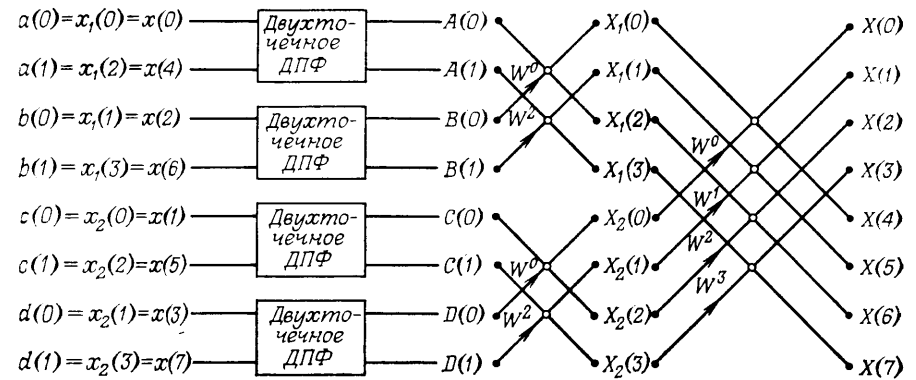 a(0)=x₁(0)=x(0) Двухто- A(0) X₁(0) X(0)
чечное
a(1)=x₁(2)=x(4) ДПФ A(1) W⁰ X₁(1) X(1)
b(0)=x₁(1)=x(2) Двухто- B(0) W² X₁(2) X(2)
чечное
b(1)=x₁(3)=x(6) ДПФ B(1) X₁(3) W⁰ X(3)
c(0)=x₂(0)=x(1) Двухто- C(0) X₂(0) W¹ X(4)
чечное
c(1)=x₂(2)=x(5) ДПФ C(1) W⁰ X₂(1) W² X(5)
d(0)=x₂(1)=x(3) Двухто- D(0) W² X₂(2) W³ X(6)
чечное
d(1)=x₂(3)=x(7) ДПФ D(1) X₂(3) X(7)